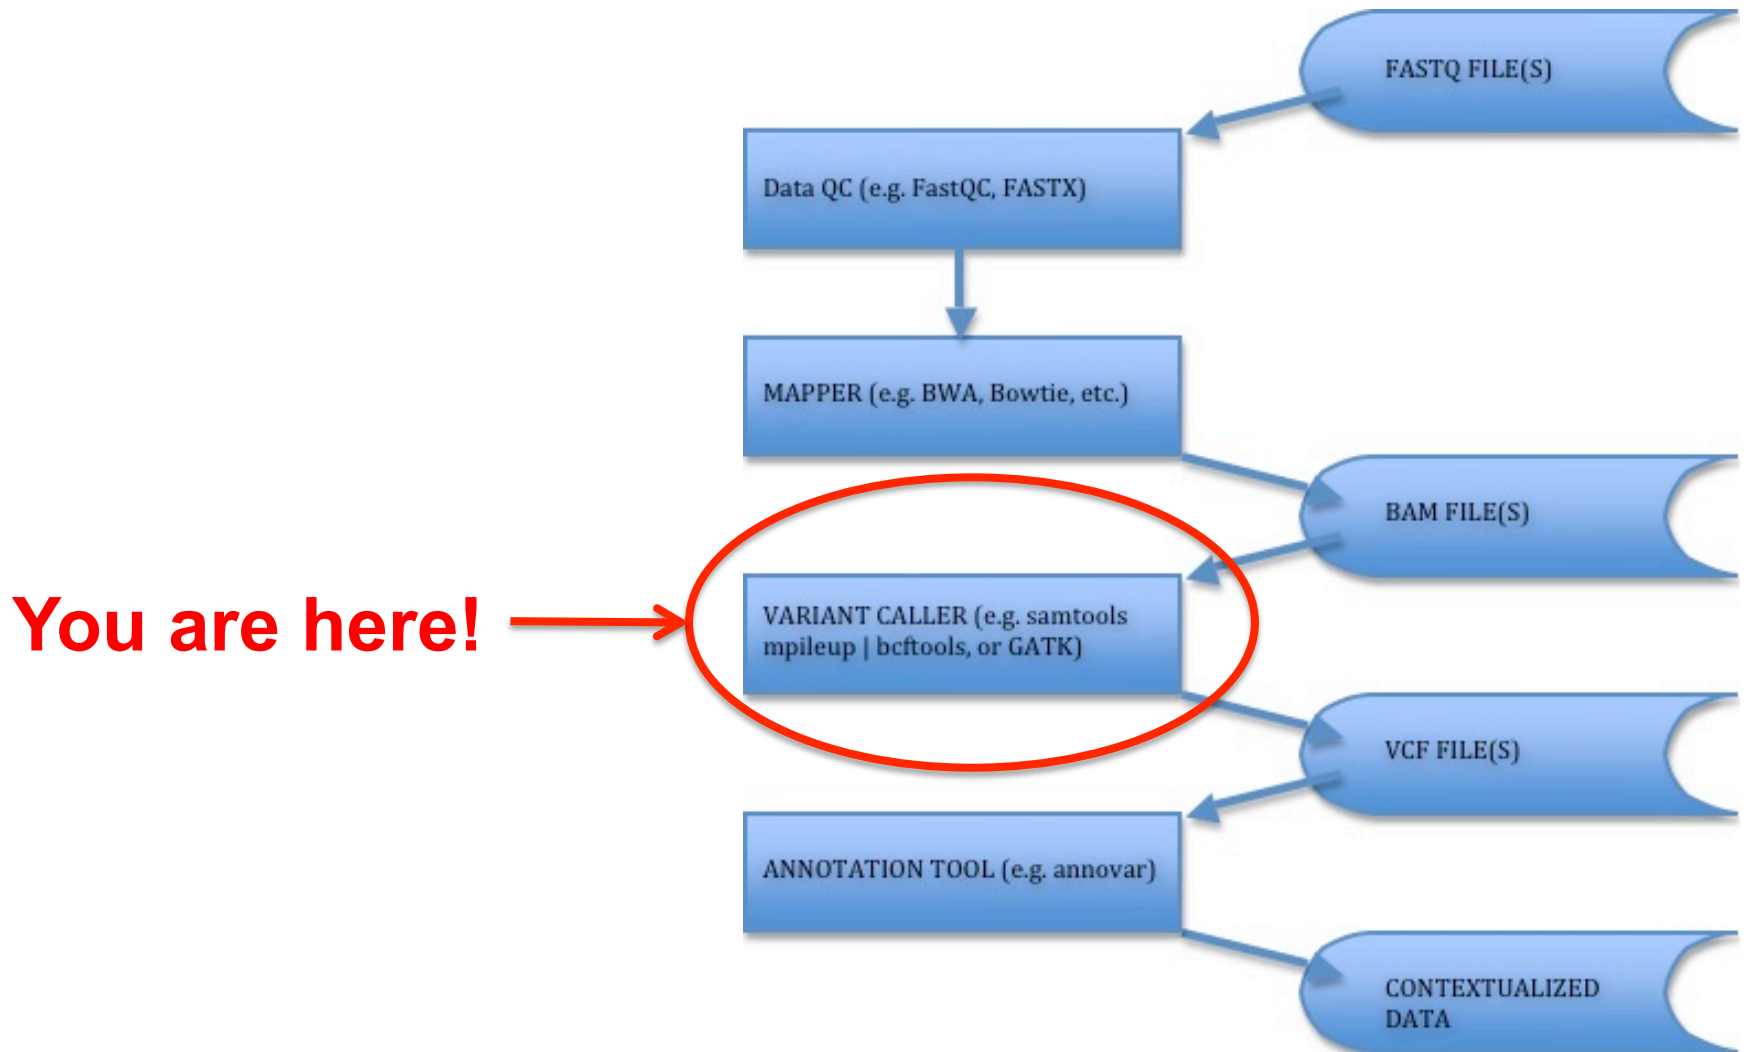 FASTQ FILE(S)
Data QC (e.g. FastQC, FASTX)
MAPPER (e.g. BWA, Bowtie, etc.)
BAM FILE(S)
You are here!
VARIANT CALLER (e.g. samtools
mpileup | bcftools, or GATK)
VCF FILE(S)
ANNOTATION TOOL (e.g. annovar)
CONTEXTUALIZED
DATA